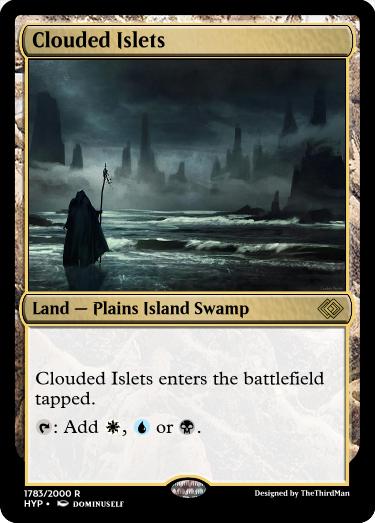 Clouded Islets
Land — Plains Island Swamp
Clouded Islets enters the battlefield
tapped.
: Add , or .
1783/2000 R
HYP • DOMINUSELF
Designed by TheThirdMan